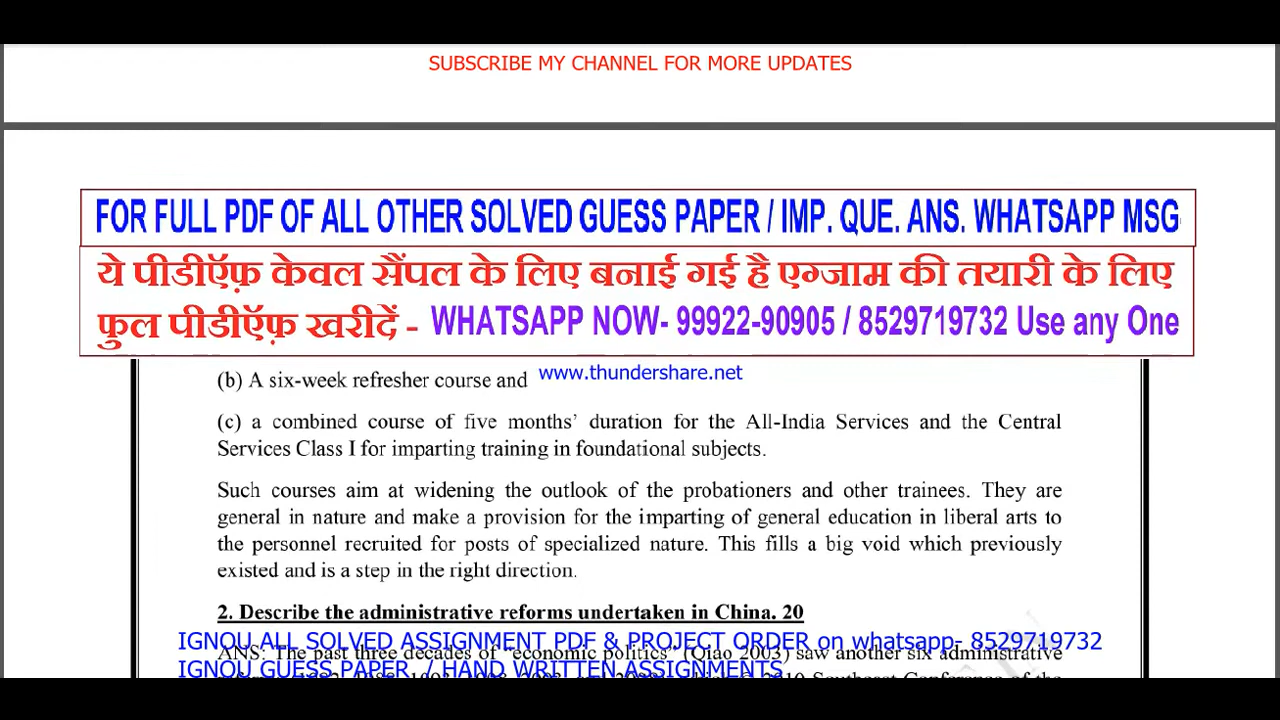 SUBSCRIBE MY CHANNEL FOR MORE UPDATES
FOR FULL PDF OF ALL OTHER SOLVED GUESS PAPER / IMP. QUE. ANS. WHATSAPP MSG
ये पीडीऍफ़ केवल सैंपल के लिए बनाई गई है एग्जाम की तयारी के लिए
फुल पीडीऍफ़ खरीदें - WHATSAPP NOW- 99922-90905 / 8529719732 Use any One
(b) A six-week refresher course and www.thundershare.net
(c) a combined course of five months’ duration for the All-India Services and the Central
Services Class I for imparting training in foundational subjects.
Such courses aim at widening the outlook of the probationers and other trainees. They are
general in nature and make a provision for the imparting of general education in liberal arts to
the personnel recruited for posts of specialized nature. This fills a big void which previously
existed and is a step in the right direction.
2. Describe the administrative reforms undertaken in China. 20
IGNOU ALL SOLVED ASSIGNMENT PDF & PROJECT ORDER on whatsapp- 8529719732
ANS: The past three decades of “economic politics” (Qiao 2003) saw another six administrative
IGNOU GUESS PAPER / HAND WRITTEN ASSIGNMENTS